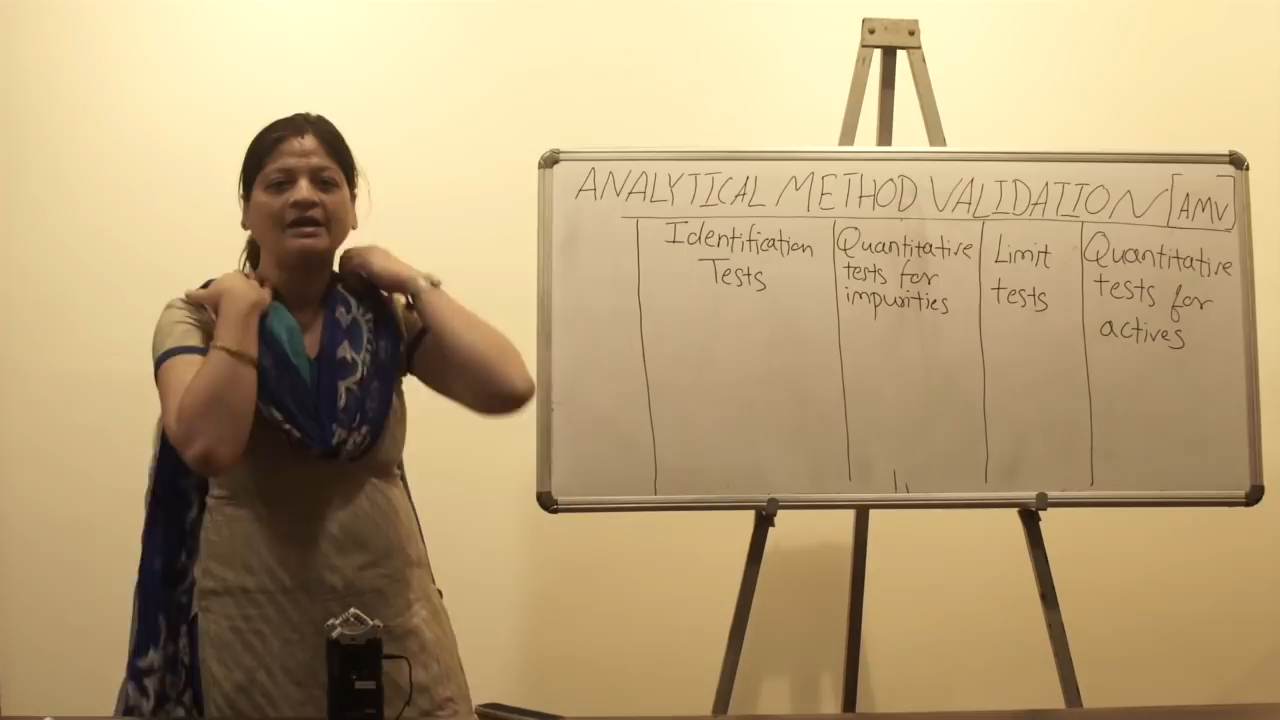 ANALYTICAL METHOD VALIDATION [AMV]
Identification
Tests
Quantitative
tests for
impurities
Limit
tests
Quantitative
tests for
actives